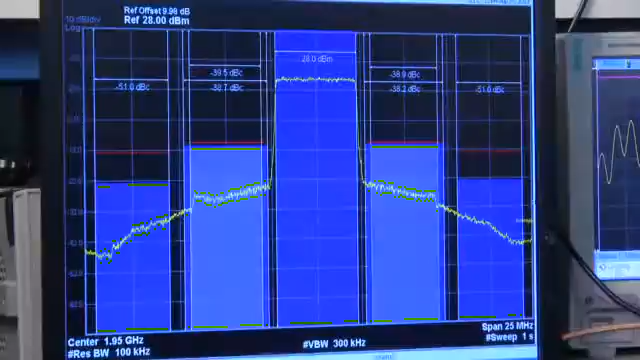 Ref Offset 9.98 dB
10 dB/div
Ref 28.00 dBm
Log
28.0 dBm
-39.5 dBc
-38.9 dBc
-51.0 dBc
-38.7 dBc
-38.2 dBc
-51.0 dBc
Center 1.95 GHz
Span 25 MHz
#Res BW 100 kHz
#VBW 300 kHz
#Sweep 1 s